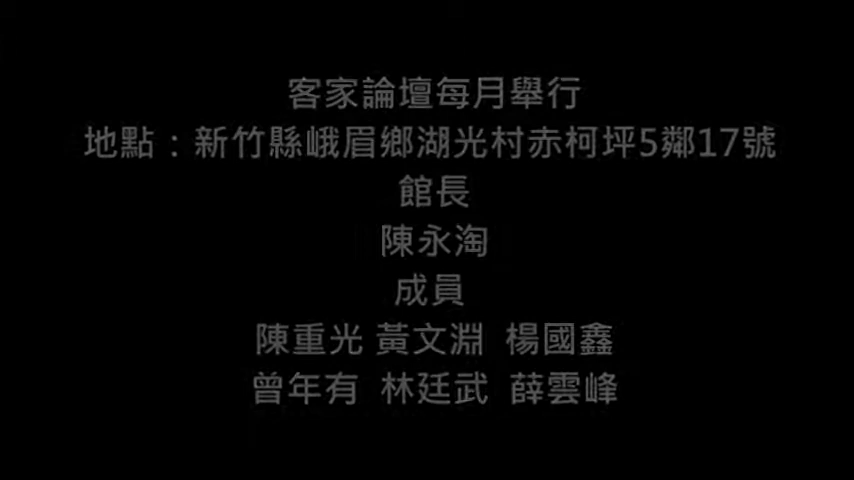 客家論壇每月舉行
地點：新竹縣峨眉鄉湖光村赤柯坪5鄰17號
館長
陳永淘
成員
陳重光 黃文淵 楊國鑫
曾年有 林廷武 薛雲峰